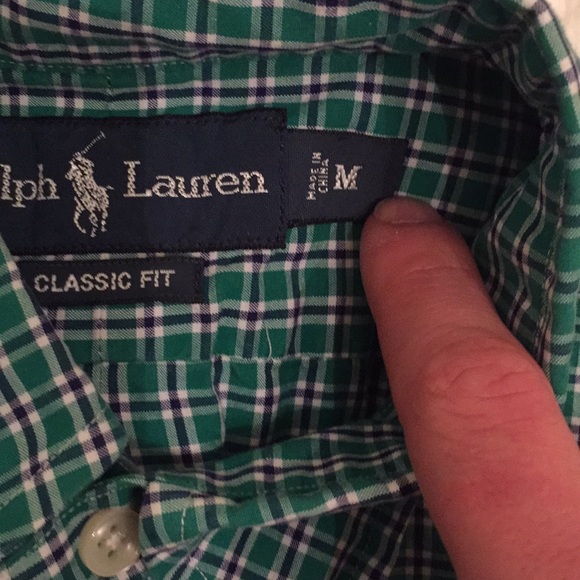 lph Lauren
MADE IN
CHINA
M
CLASSIC FIT